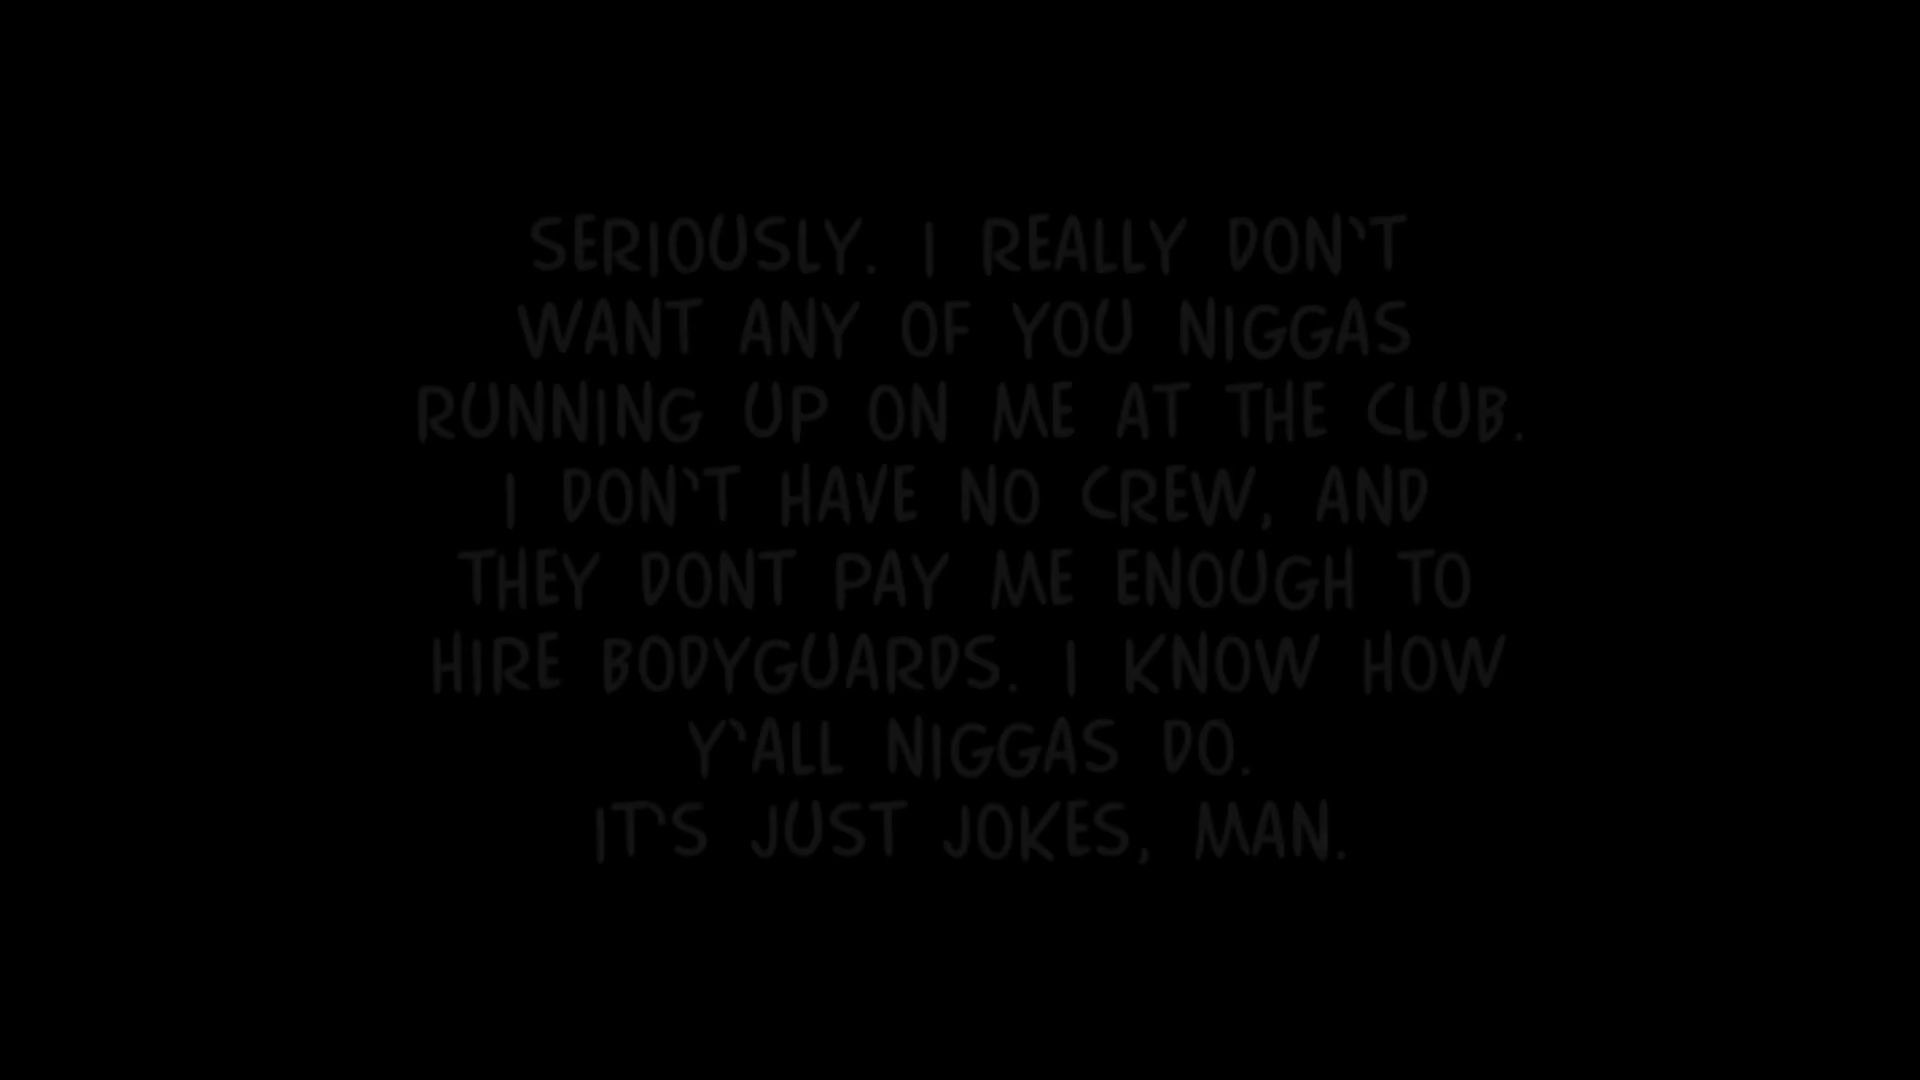 SERIOUSLY. I REALLY DON'T
WANT ANY OF YOU NIGGAS
RUNNING UP ON ME AT THE CLUB.
I DON'T HAVE NO CREW, AND
THEY DONT PAY ME ENOUGH TO
HIRE BODYGUARDS. I KNOW HOW
Y'ALL NIGGAS DO.
IT'S JUST JOKES, MAN.